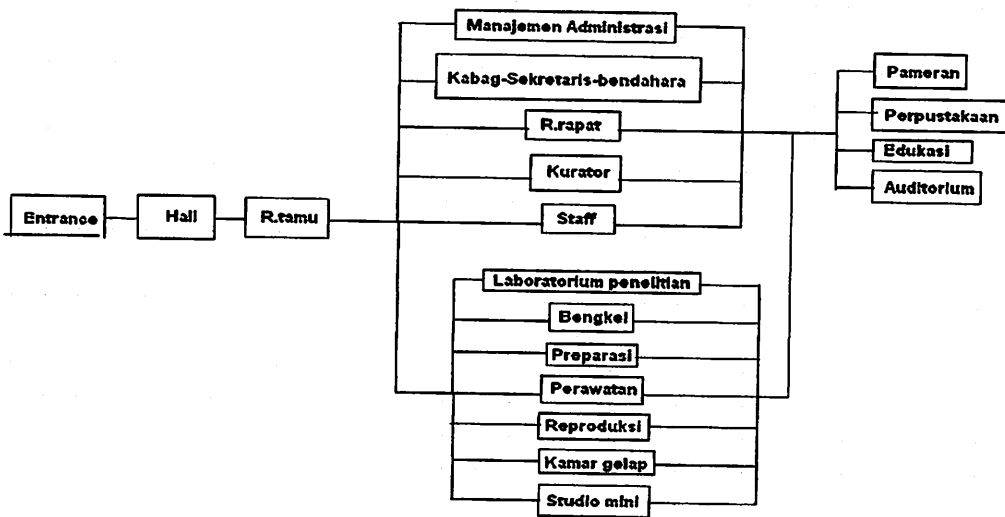 Manajemen Administrasi
Kabag-Sekretaris-bendahara
R.rapat
Kurator
Staff
Entrance
Hall
R.tamu
Pameran
Perpustakaan
Edukasi
Auditorium
Laboratorium penelitian
Bengkel
Preparasi
Perawatan
Reproduksi
Kamar gelap
Studio mini